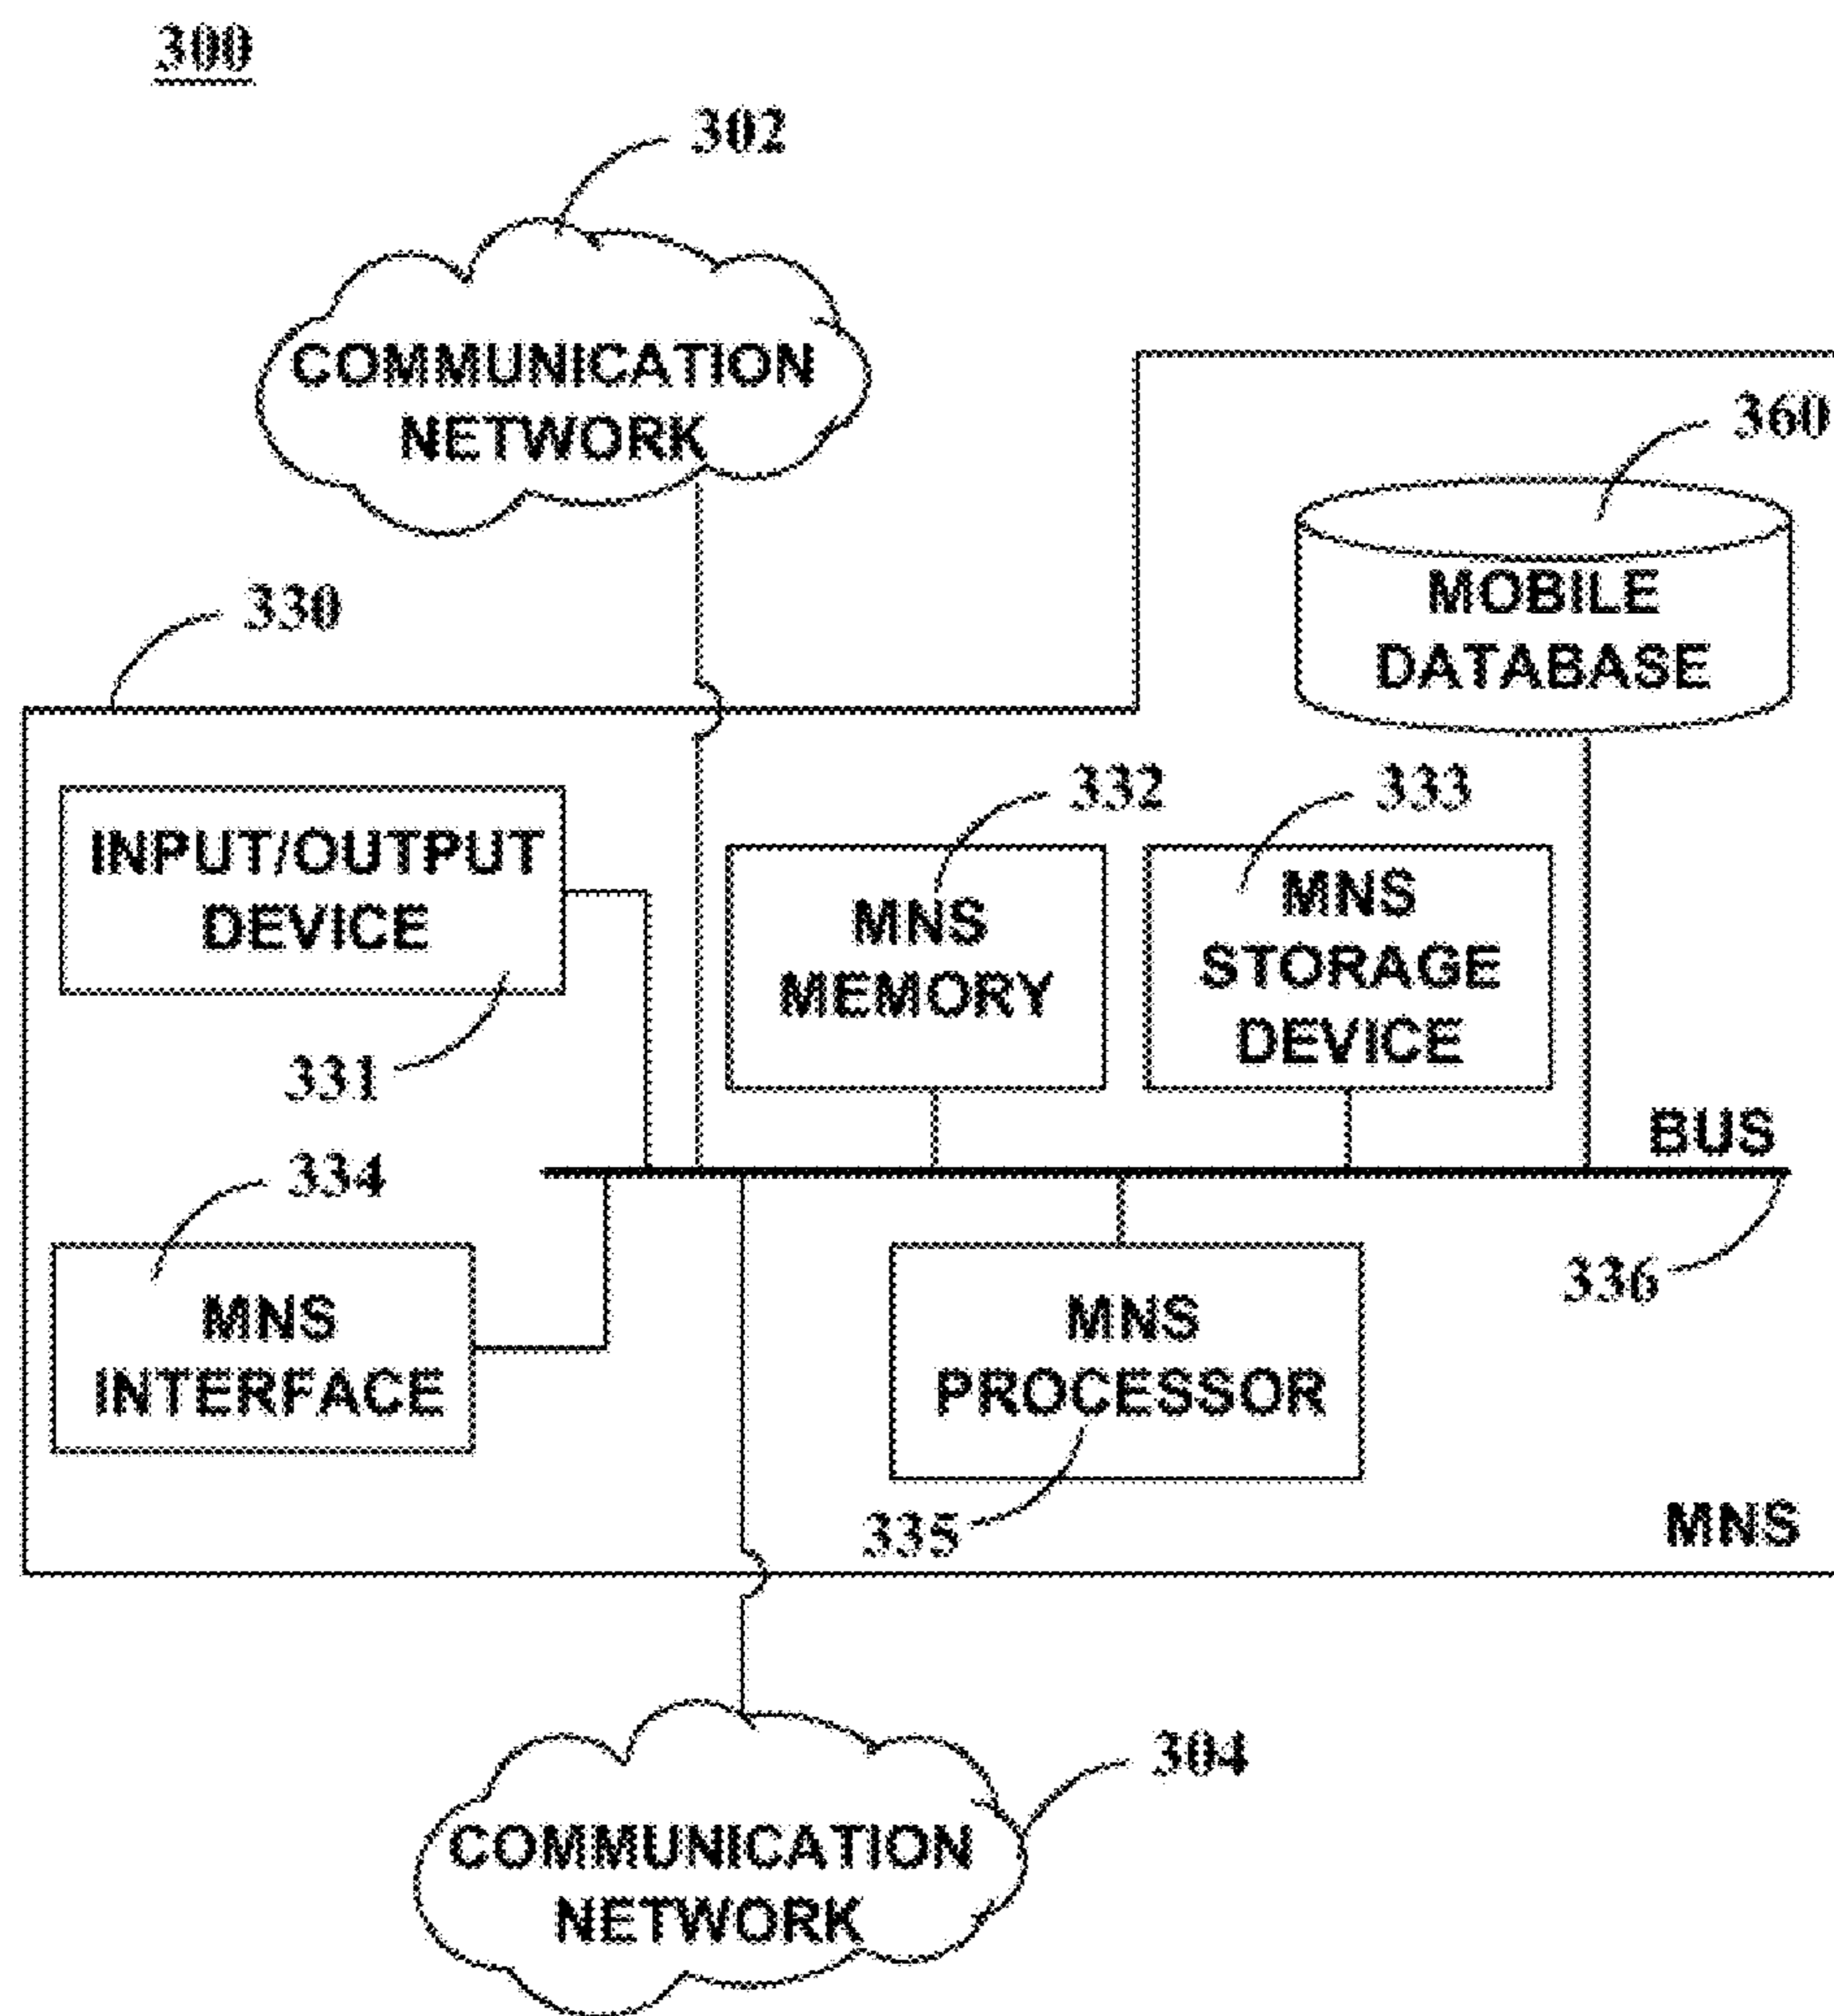 300
302
COMMUNICATION
NETWORK
360
MOBILE
DATABASE
330
332
333
INPUT/OUTPUT
DEVICE
MNS
MEMORY
MNS
STORAGE
DEVICE
331
BUS
334
336
MNS
INTERFACE
MNS
PROCESSOR
335
MNS
304
COMMUNICATION
NETWORK